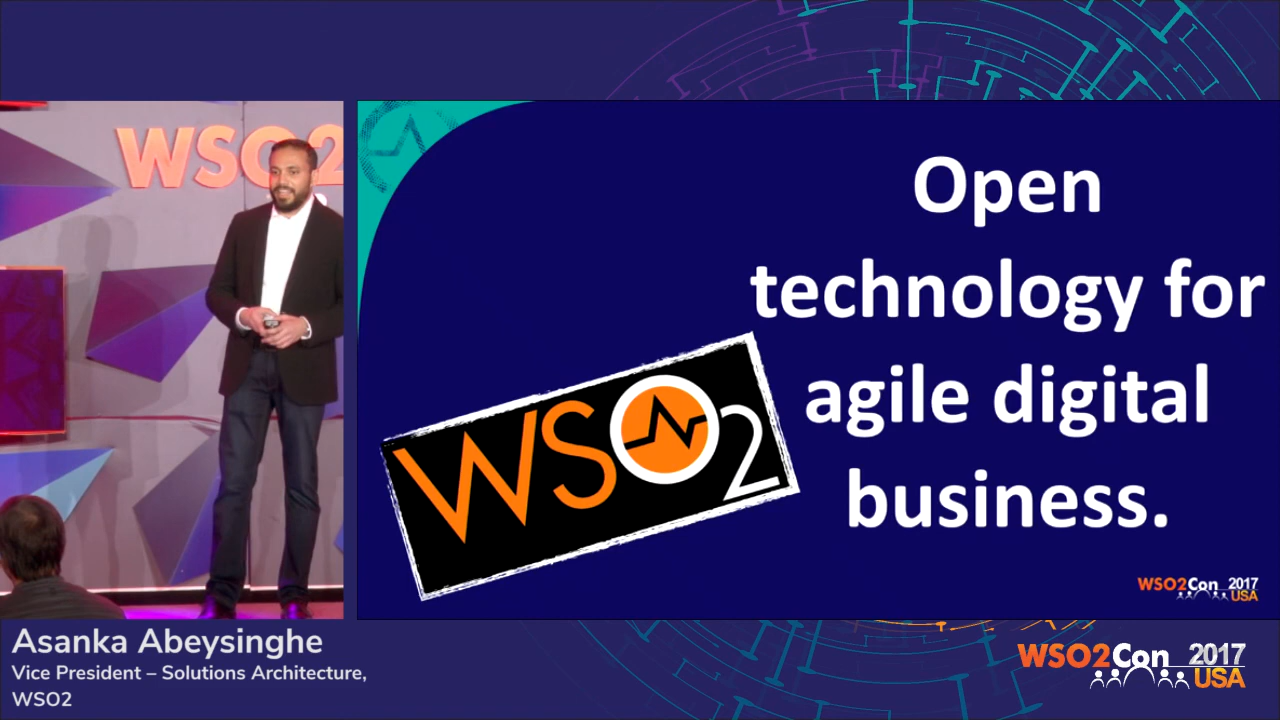 WSO2
Open
technology for
agile digital
business.
WSO2
WSO2Con 2017
USA
Asanka Abeysinghe
Vice President – Solutions Architecture,
WSO2
WSO2Con 2017
USA